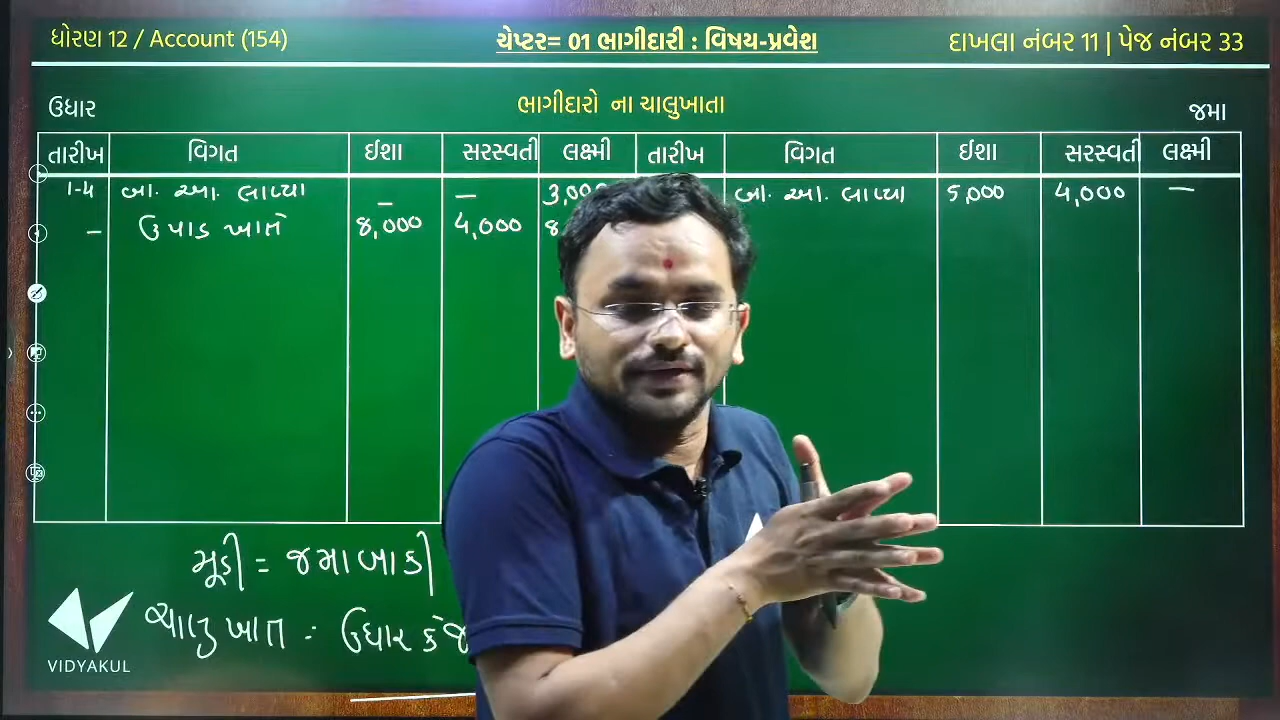 ધોરણ 12 / Account (154) ચેપ્ટર= 01 ભાગીદારી : વિષય-પ્રવેશ દાખલા નંબર 11 | પેજ નંબર 33
ઉધાર ભાગીદારો ના ચાલુખાતા જમા
તારીખ વિગત ઈશા સરસ્વતી લક્ષ્મી તારીખ વિગત ઈશા સરસ્વતી લક્ષ્મી
1-4 બા. આ. લાવ્યા – – 3,000 બા. આ. લાવ્યા 5,000 4,000 –
– ઉપાડ ખાતે 8,000 4,000
મૂડી = જમાબાકી
ચાલુ ખાતા = ઉધાર કે
VIDYAKUL